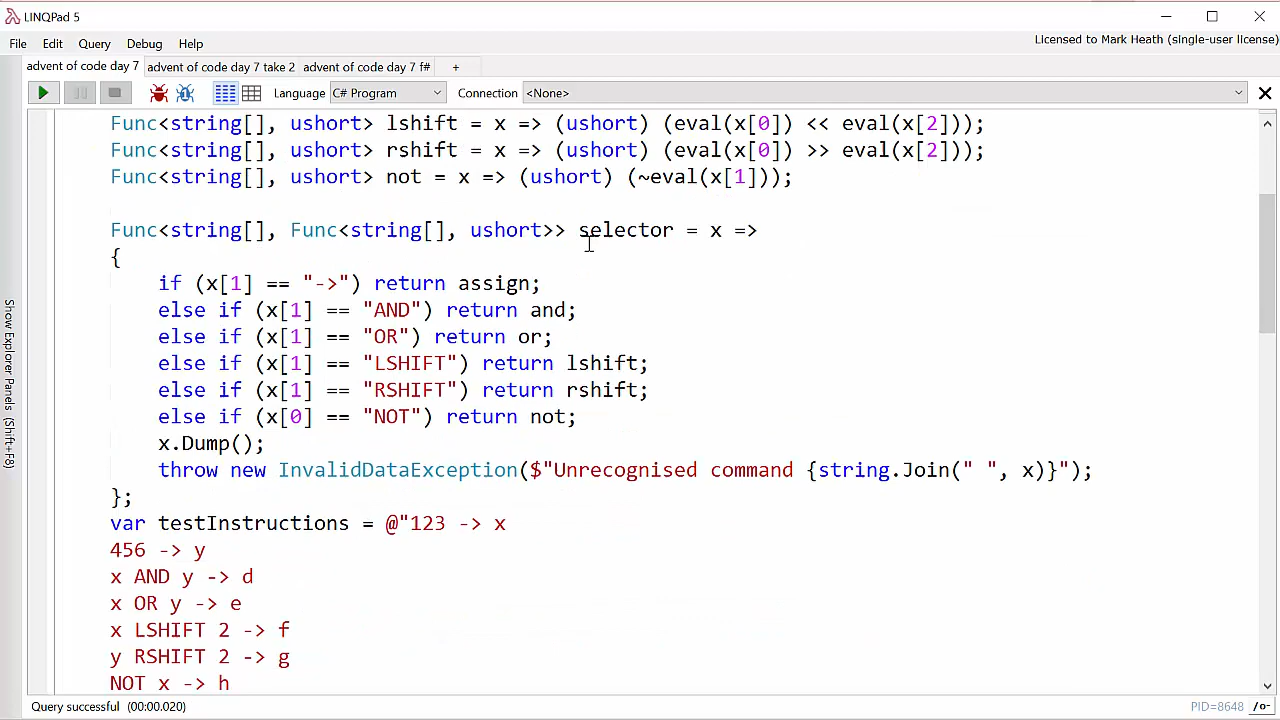 LINQPad 5
File Edit Query Debug Help
Licensed to Mark Heath (single-user license)
advent of code day 7 advent of code day 7 take 2 advent of code day 7 f# +
Language C# Program Connection <None>
Func<string[], ushort> lshift = x => (ushort) (eval(x[0]) << eval(x[2]));
Func<string[], ushort> rshift = x => (ushort) (eval(x[0]) >> eval(x[2]));
Func<string[], ushort> not = x => (ushort) (~eval(x[1]));
Func<string[], Func<string[], ushort>> selector = x =>
{
if (x[1] == "->") return assign;
else if (x[1] == "AND") return and;
else if (x[1] == "OR") return or;
else if (x[1] == "LSHIFT") return lshift;
else if (x[1] == "RSHIFT") return rshift;
else if (x[0] == "NOT") return not;
x.Dump();
throw new InvalidDataException($"Unrecognised command {string.Join(" ", x)}");
};
var testInstructions = @"123 -> x
456 -> y
x AND y -> d
x OR y -> e
x LSHIFT 2 -> f
y RSHIFT 2 -> g
NOT x -> h
Show Explorer Panels (Shift+F8)
Query successful (00:00.020)
PID=8648 /o-